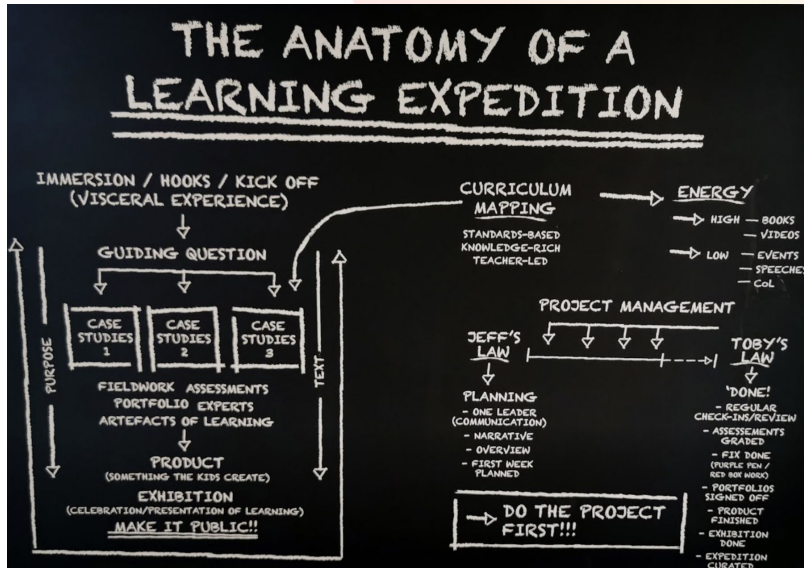 THE ANATOMY OF A
LEARNING EXPEDITION
IMMERSION / HOOKS / KICK OFF
(VISCERAL EXPERIENCE)
GUIDING QUESTION
CASE
STUDIES
1
CASE
STUDIES
2
CASE
STUDIES
3
PURPOSE
TEXT
FIELDWORK ASSESSMENTS
PORTFOLIO EXPERTS
ARTEFACTS OF LEARNING
PRODUCT
(SOMETHING THE KIDS CREATE)
EXHIBITION
(CELEBRATION/PRESENTATION OF LEARNING)
MAKE IT PUBLIC!!
CURRICULUM
MAPPING
STANDARDS-BASED
KNOWLEDGE-RICH
TEACHER-LED
ENERGY
HIGH — BOOKS
— VIDEOS
LOW — EVENTS
— SPEECHES
— CoL
PROJECT MANAGEMENT
JEFF'S
LAW
PLANNING
- ONE LEADER
(COMMUNICATION)
- NARRATIVE
- OVERVIEW
- FIRST WEEK
PLANNED
TOBY'S
LAW
'DONE!
- REGULAR
CHECK-INS/REVIEW
- ASSESSMENTS
GRADED
- FIX DONE
(PURPLE PEN /
RED BOX WORK)
- PORTFOLIOS
SIGNED OFF
- PRODUCT
FINISHED
- EXHIBITION
DONE
- EXPEDITION
CURATED
DO THE PROJECT
FIRST!!!